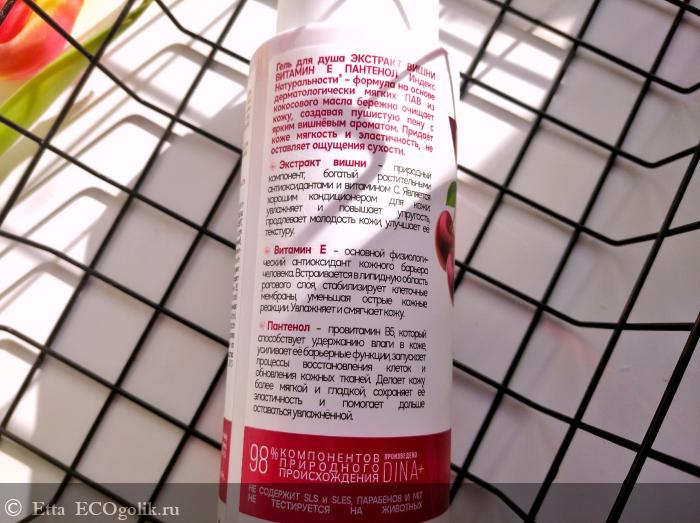 Гель для душа ЭКСТРАКТ ВИШНИ
ВИТАМИН Е ПАНТЕНОЛ Индекс
Натуральности® – формула на основе
дерматологически мягких ПАВ из
кокосового масла бережно очищает
кожу, создавая пушистую пену с
ярким вишнёвым ароматом. Придаёт
коже мягкость и эластичность, не
оставляет ощущения сухости.
Экстракт вишни – природный
компонент, богатый растительными
антиоксидантами и витамином С. Является
хорошим кондиционером для кожи:
увлажняет и повышает упругость,
продлевает молодость кожи, улучшает её
текстуру.
Витамин Е – основной физиологи-
ческий антиоксидант кожного барьера
человека. Встраивается в липидную область
рогового слоя, стабилизирует клеточные
мембраны, уменьшая острые кожные
реакции. Увлажняет и смягчает кожу.
Пантенол – провитамин В5, который
способствует удержанию влаги в коже,
усиливает её барьерные функции, запускает
процессы восстановления клеток и
обновления кожных тканей. Делает кожу
более мягкой и гладкой, сохраняет её
эластичность и помогает дольше
оставаться увлажнённой.
98% КОМПОНЕНТОВ
ПРИРОДНОГО
ПРОИСХОЖДЕНИЯ
ПРОИЗВЕДЕНО
DINA+
НЕ СОДЕРЖИТ SLS и SLES, ПАРАБЕНОВ И MIT
НЕ ТЕСТИРУЕТСЯ НА ЖИВОТНЫХ
© Etta ECOgolik.ru